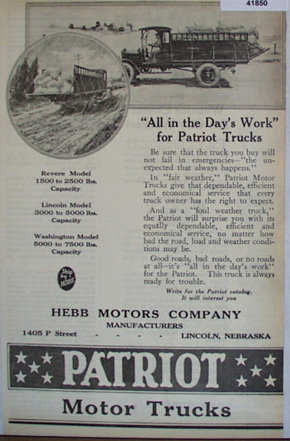 41850
"All in the Day's Work"
for Patriot Trucks
Revere Model
1500 to 2500 lbs.
Capacity
Lincoln Model
3000 to 5000 lbs.
Capacity
Washington Model
5000 to 7500 lbs.
Capacity
Be sure that the truck you buy will
not fail in emergencies—"the un-
expected that always happens."
In "fair weather," Patriot Motor
Trucks give that dependable, efficient
and economical service that every
truck owner has the right to expect.
And as a "foul weather truck,"
the Patriot will surprise you with its
equally dependable, efficient and
economical service, no matter how
bad the road, load and weather condi-
tions may be.
Good roads, bad roads, or no roads
at all—it's "all in the day's work"
for the Patriot. This truck is always
ready for trouble.
Write for the Patriot catalog.
It will interest you
HEBB MOTORS COMPANY
MANUFACTURERS
1405 P Street - - - - LINCOLN, NEBRASKA
PATRIOT
Motor Trucks